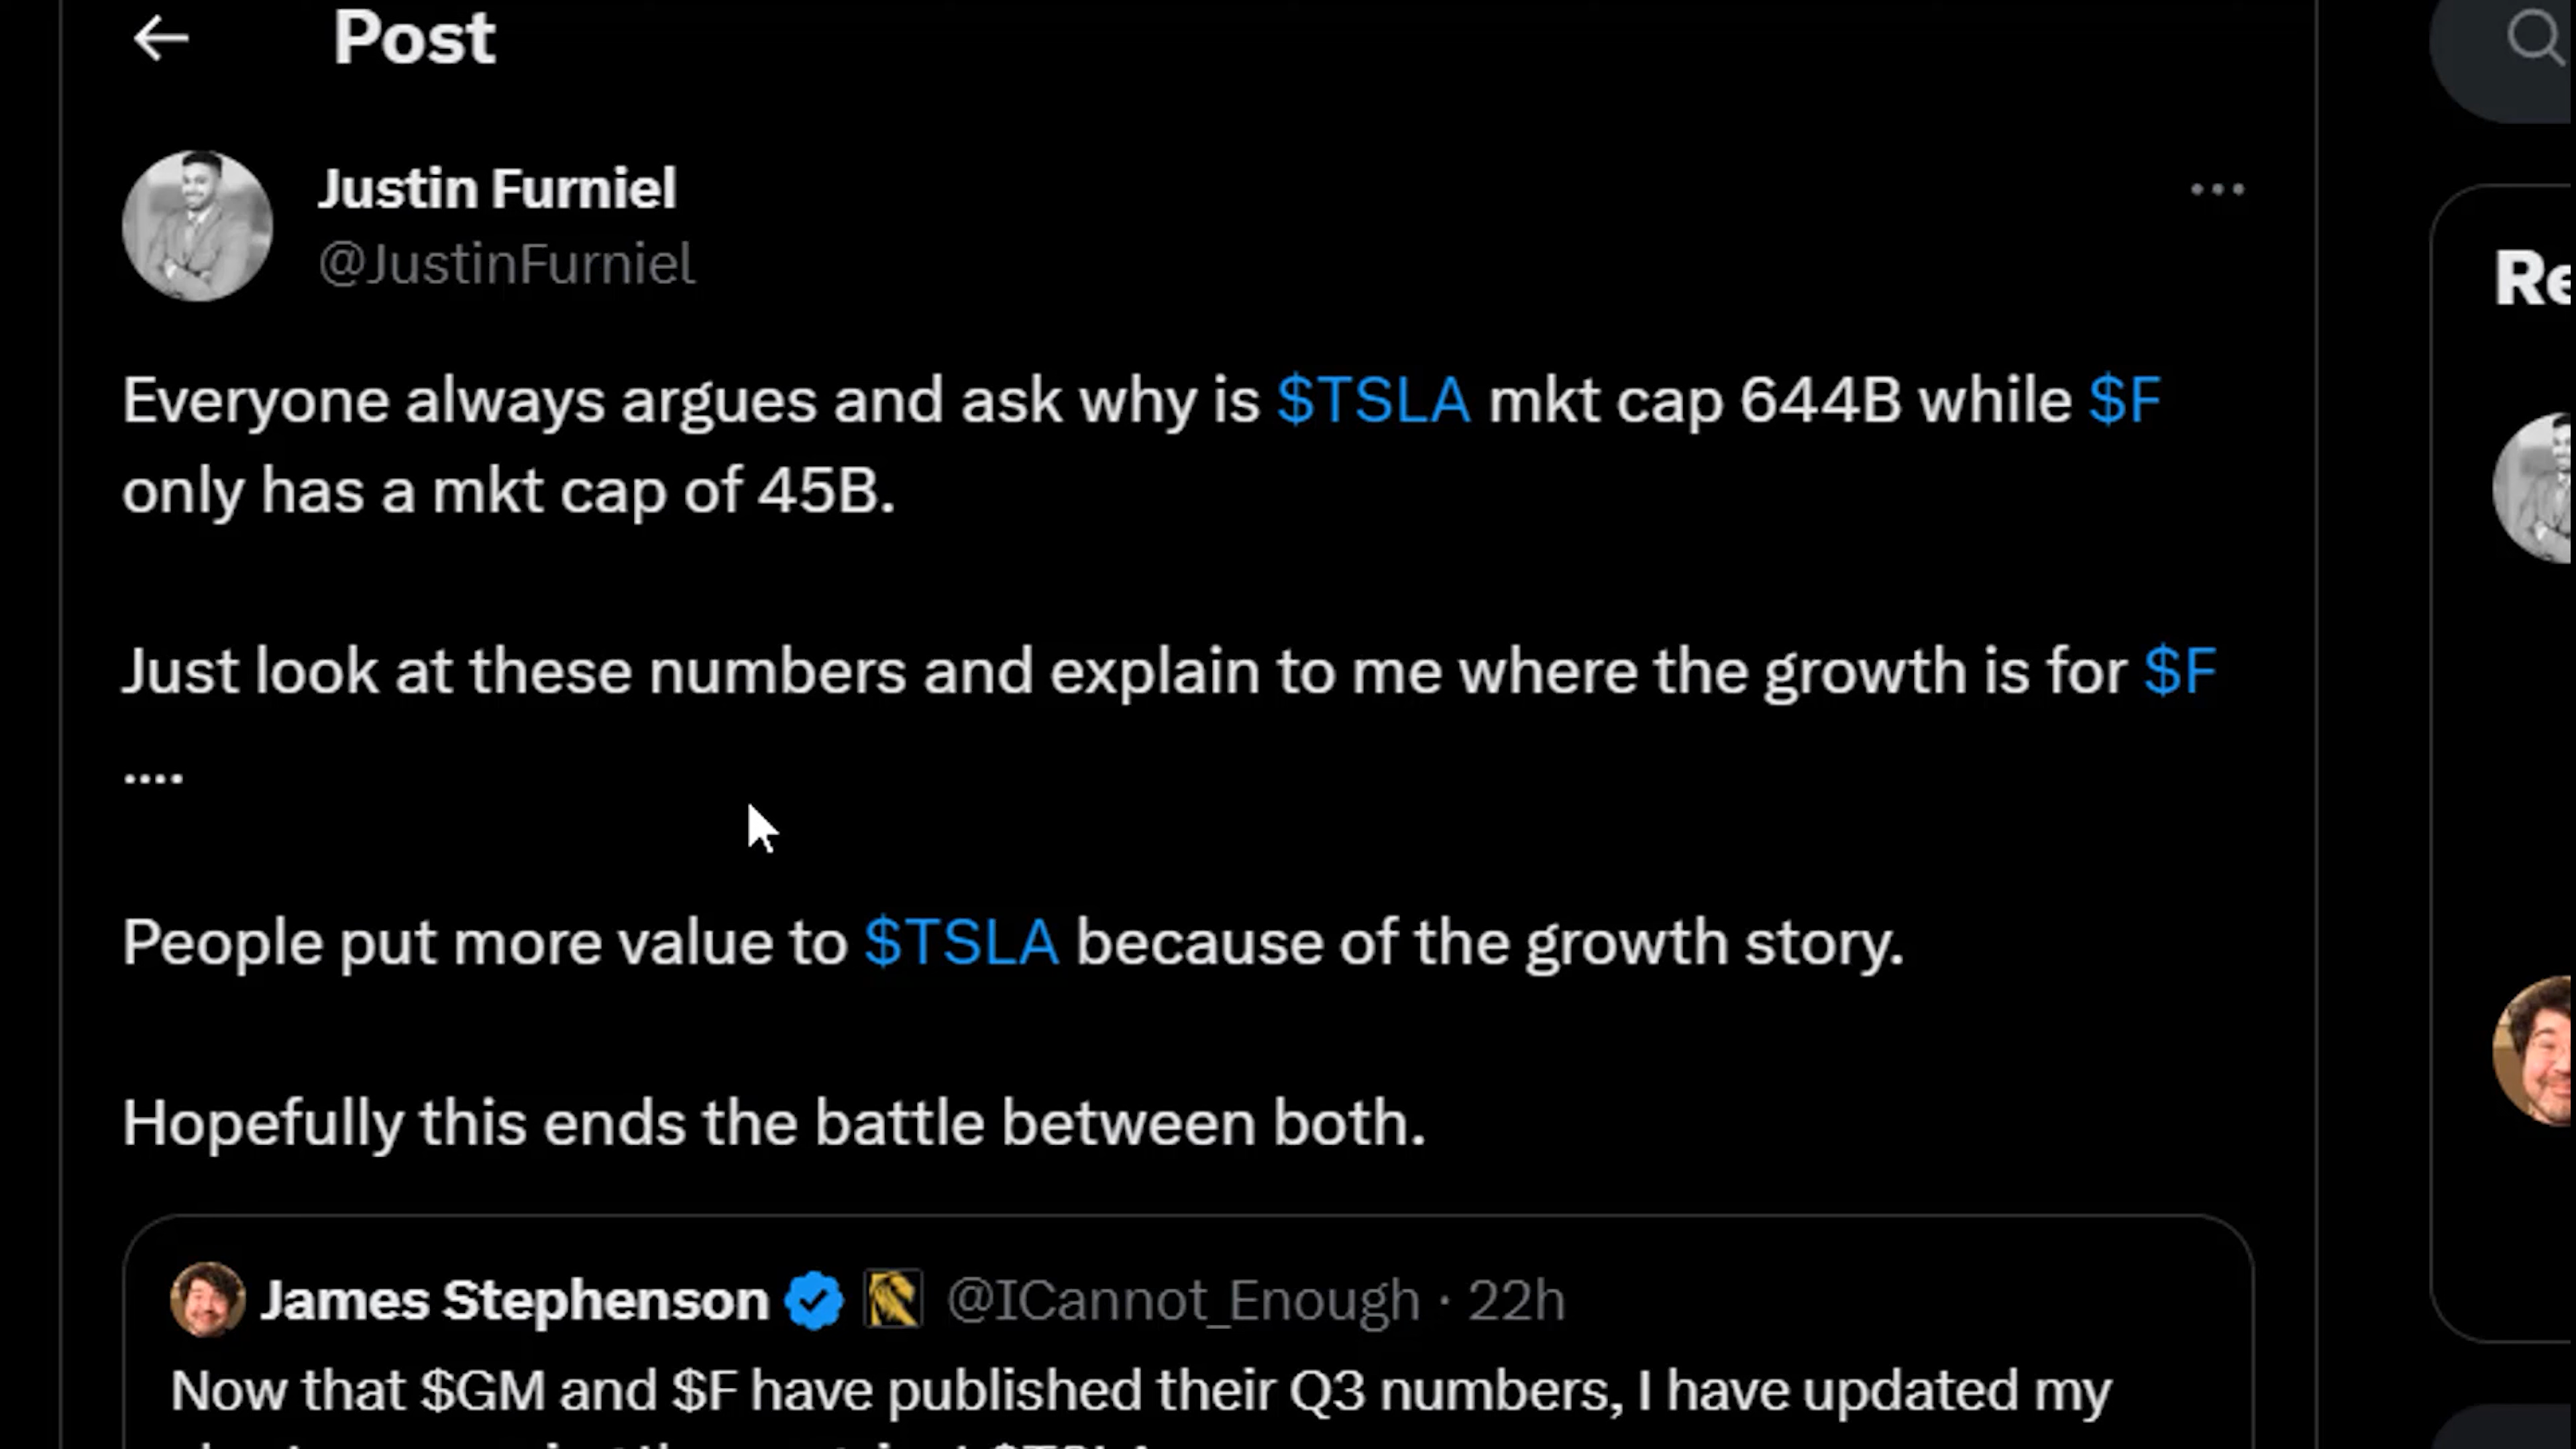 Post
Justin Furniel
@JustinFurniel
Everyone always argues and ask why is $TSLA mkt cap 644B while $F
only has a mkt cap of 45B.
Just look at these numbers and explain to me where the growth is for $F
....
People put more value to $TSLA because of the growth story.
Hopefully this ends the battle between both.
James Stephenson @ICannot_Enough · 22h
Now that $GM and $F have published their Q3 numbers, I have updated my